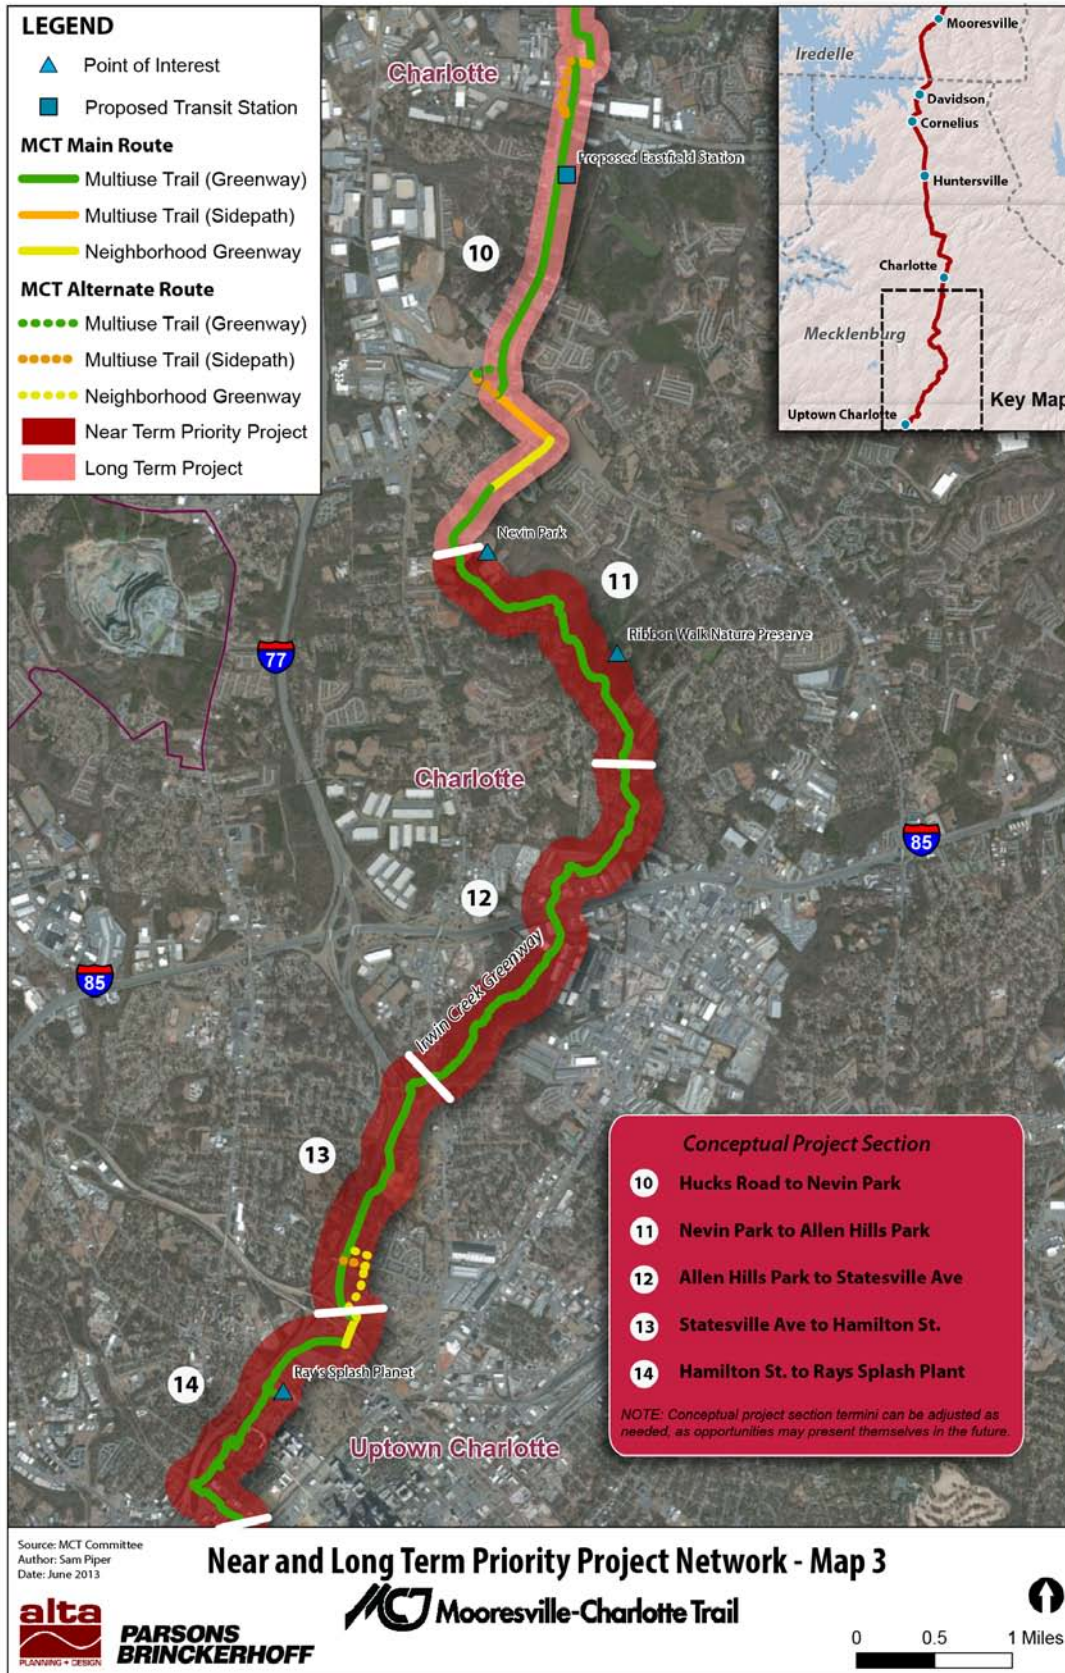 LEGEND
Point of Interest
Proposed Transit Station
MCT Main Route
Multiuse Trail (Greenway)
Multiuse Trail (Sidepath)
Neighborhood Greenway
MCT Alternate Route
Multiuse Trail (Greenway)
Multiuse Trail (Sidepath)
Neighborhood Greenway
Near Term Priority Project
Long Term Project
Mooresville
Iredelle
Davidson
Cornelius
Huntersville
Charlotte
Mecklenburg
Key Map
Uptown Charlotte
Charlotte
Proposed Eastfield Station
10
Nevin Park
11
Ribbon Walk Nature Preserve
77
Charlotte
85
12
85
Irwin Creek Greenway
13
Ray's Splash Planet
14
Uptown Charlotte
Conceptual Project Section
10 Hucks Road to Nevin Park
11 Nevin Park to Allen Hills Park
12 Allen Hills Park to Statesville Ave
13 Statesville Ave to Hamilton St.
14 Hamilton St. to Rays Splash Plant
NOTE: Conceptual project section termini can be adjusted as
needed, as opportunities may present themselves in the future.
Source: MCT Committee
Author: Sam Piper
Date: June 2013
Near and Long Term Priority Project Network - Map 3
MCT Mooresville-Charlotte Trail
alta
PLANNING + DESIGN
PARSONS
BRINCKERHOFF
0 0.5 1 Miles